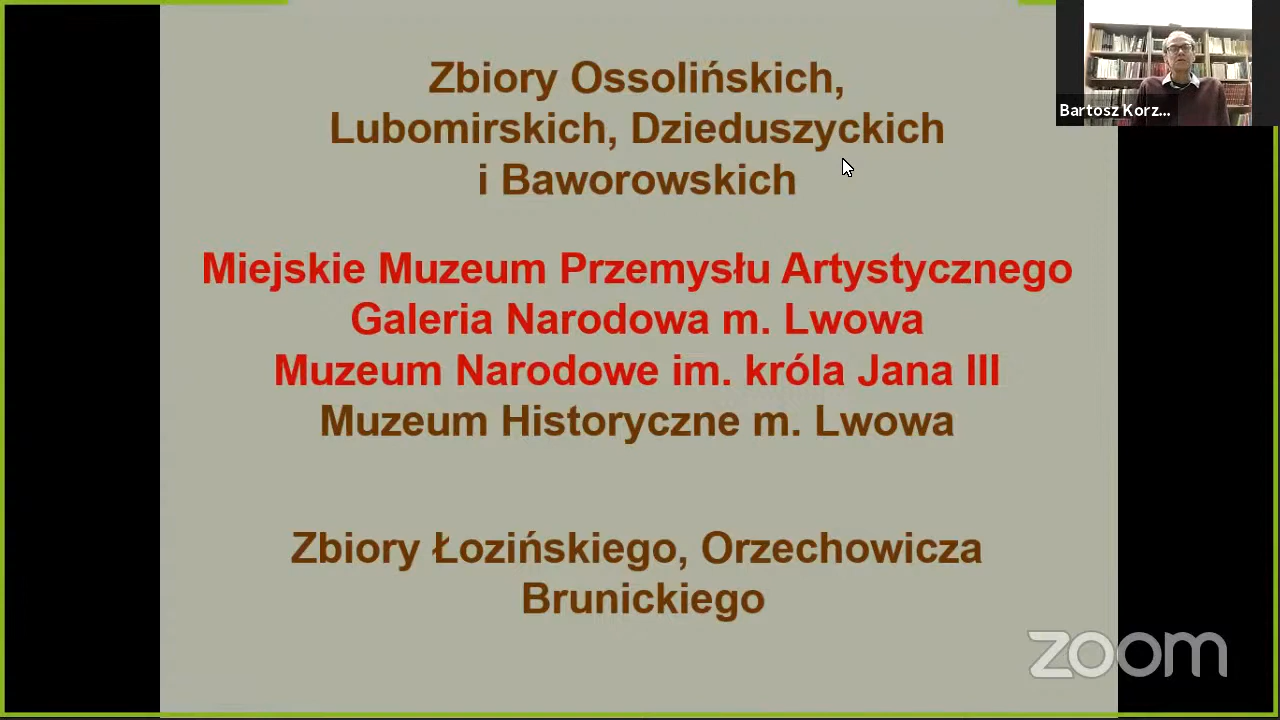 Zbiory Ossolińskich,
Lubomirskich, Dzieduszyckich
i Baworowskich
Miejskie Muzeum Przemysłu Artystycznego
Galeria Narodowa m. Lwowa
Muzeum Narodowe im. króla Jana III
Muzeum Historyczne m. Lwowa
Zbiory Łozińskiego, Orzechowicza
Brunickiego
Bartosz Korz...
zoom